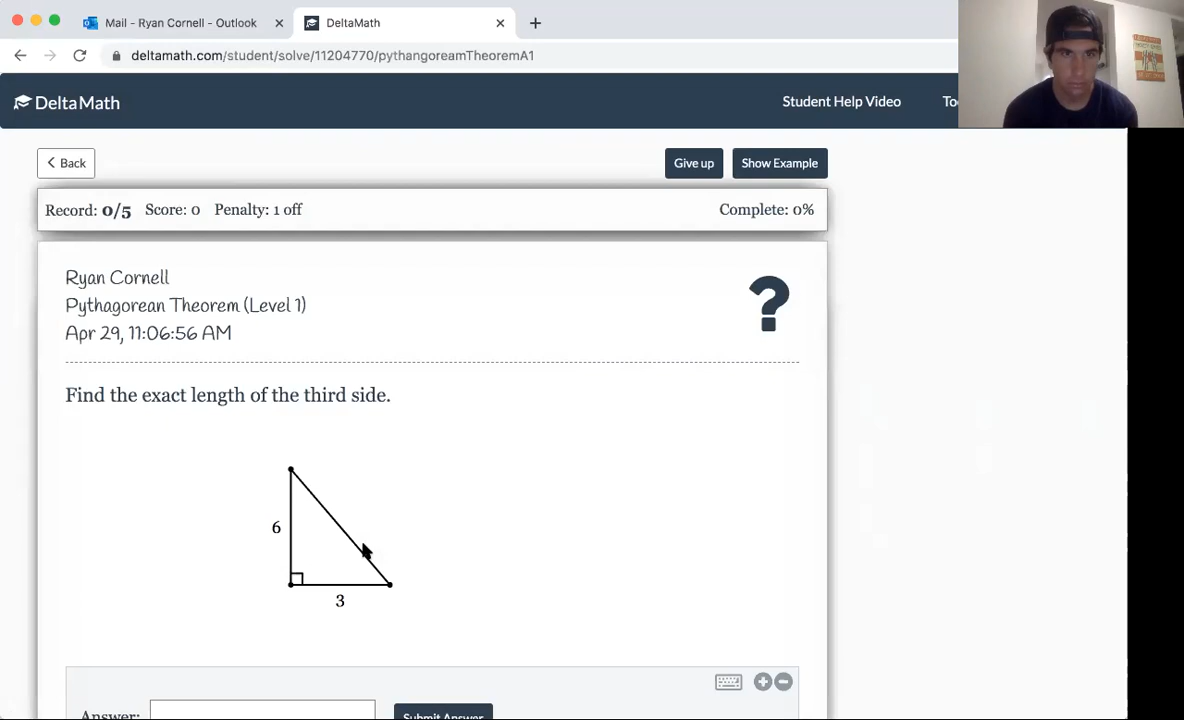 Mail - Ryan Cornell - Outlook
DeltaMath
deltamath.com/student/solve/11204770/pythangoreamTheoremA1
DeltaMath
Student Help Video
Back
Give up
Show Example
Record: 0/5 Score: 0 Penalty: 1 off
Complete: 0%
Ryan Cornell
Pythagorean Theorem (Level 1)
Apr 29, 11:06:56 AM
?
Find the exact length of the third side.
6
3
Answer:
Submit Answer